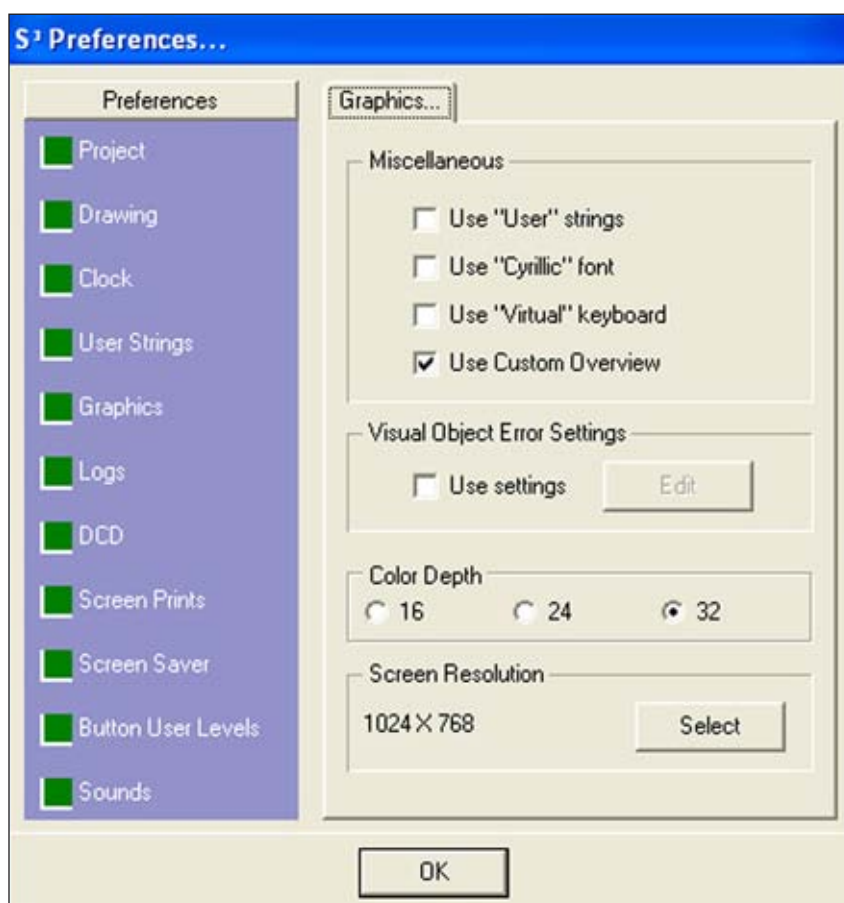 S³ Preferences...
Preferences
Project
Drawing
Clock
User Strings
Graphics
Logs
DCD
Screen Prints
Screen Saver
Button User Levels
Sounds
Graphics...
Miscellaneous
Use "User" strings
Use "Cyrillic" font
Use "Virtual" keyboard
Use Custom Overview
Visual Object Error Settings
Use settings
Edit
Color Depth
16 24 32
Screen Resolution
1024 X 768
Select
OK